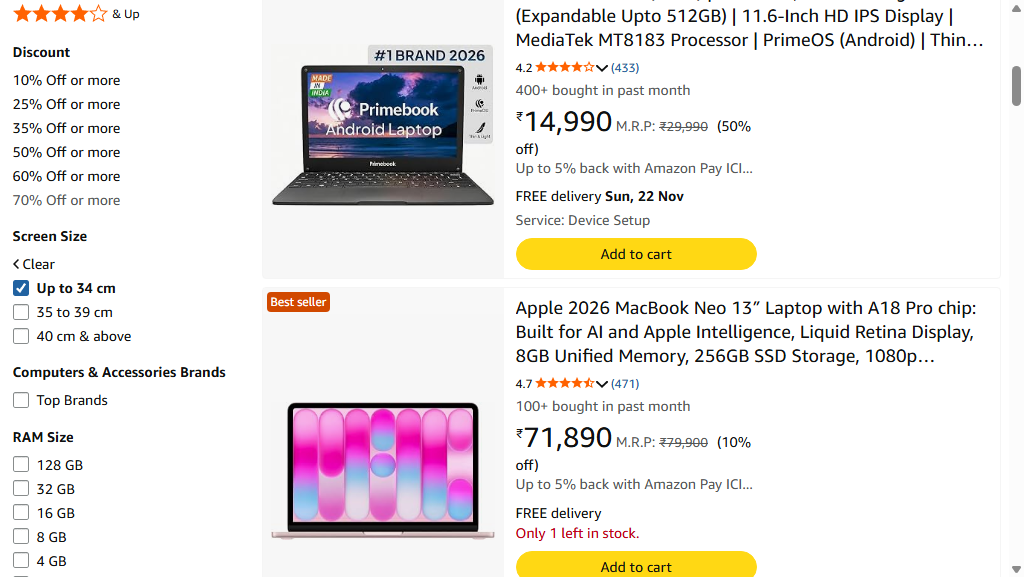 & Up
Discount
10% Off or more
25% Off or more
35% Off or more
50% Off or more
60% Off or more
70% Off or more
Screen Size
Clear
Up to 34 cm
35 to 39 cm
40 cm & above
Computers & Accessories Brands
Top Brands
RAM Size
128 GB
32 GB
16 GB
8 GB
4 GB
#1 BRAND 2026
MADE IN INDIA
Android
PrimeOS
Thin & Light
Primebook
Android Laptop
Primebook
(Expandable Upto 512GB) | 11.6-Inch HD IPS Display |
MediaTek MT8183 Processor | PrimeOS (Android) | Thin…
4.2 (433)
400+ bought in past month
₹14,990 M.R.P: ₹29,990 (50%
off)
Up to 5% back with Amazon Pay ICI…
FREE delivery Sun, 22 Nov
Service: Device Setup
Add to cart
Best seller
Apple 2026 MacBook Neo 13″ Laptop with A18 Pro chip:
Built for AI and Apple Intelligence, Liquid Retina Display,
8GB Unified Memory, 256GB SSD Storage, 1080p…
4.7 (471)
100+ bought in past month
₹71,890 M.R.P: ₹79,900 (10%
off)
Up to 5% back with Amazon Pay ICI…
FREE delivery
Only 1 left in stock.
Add to cart